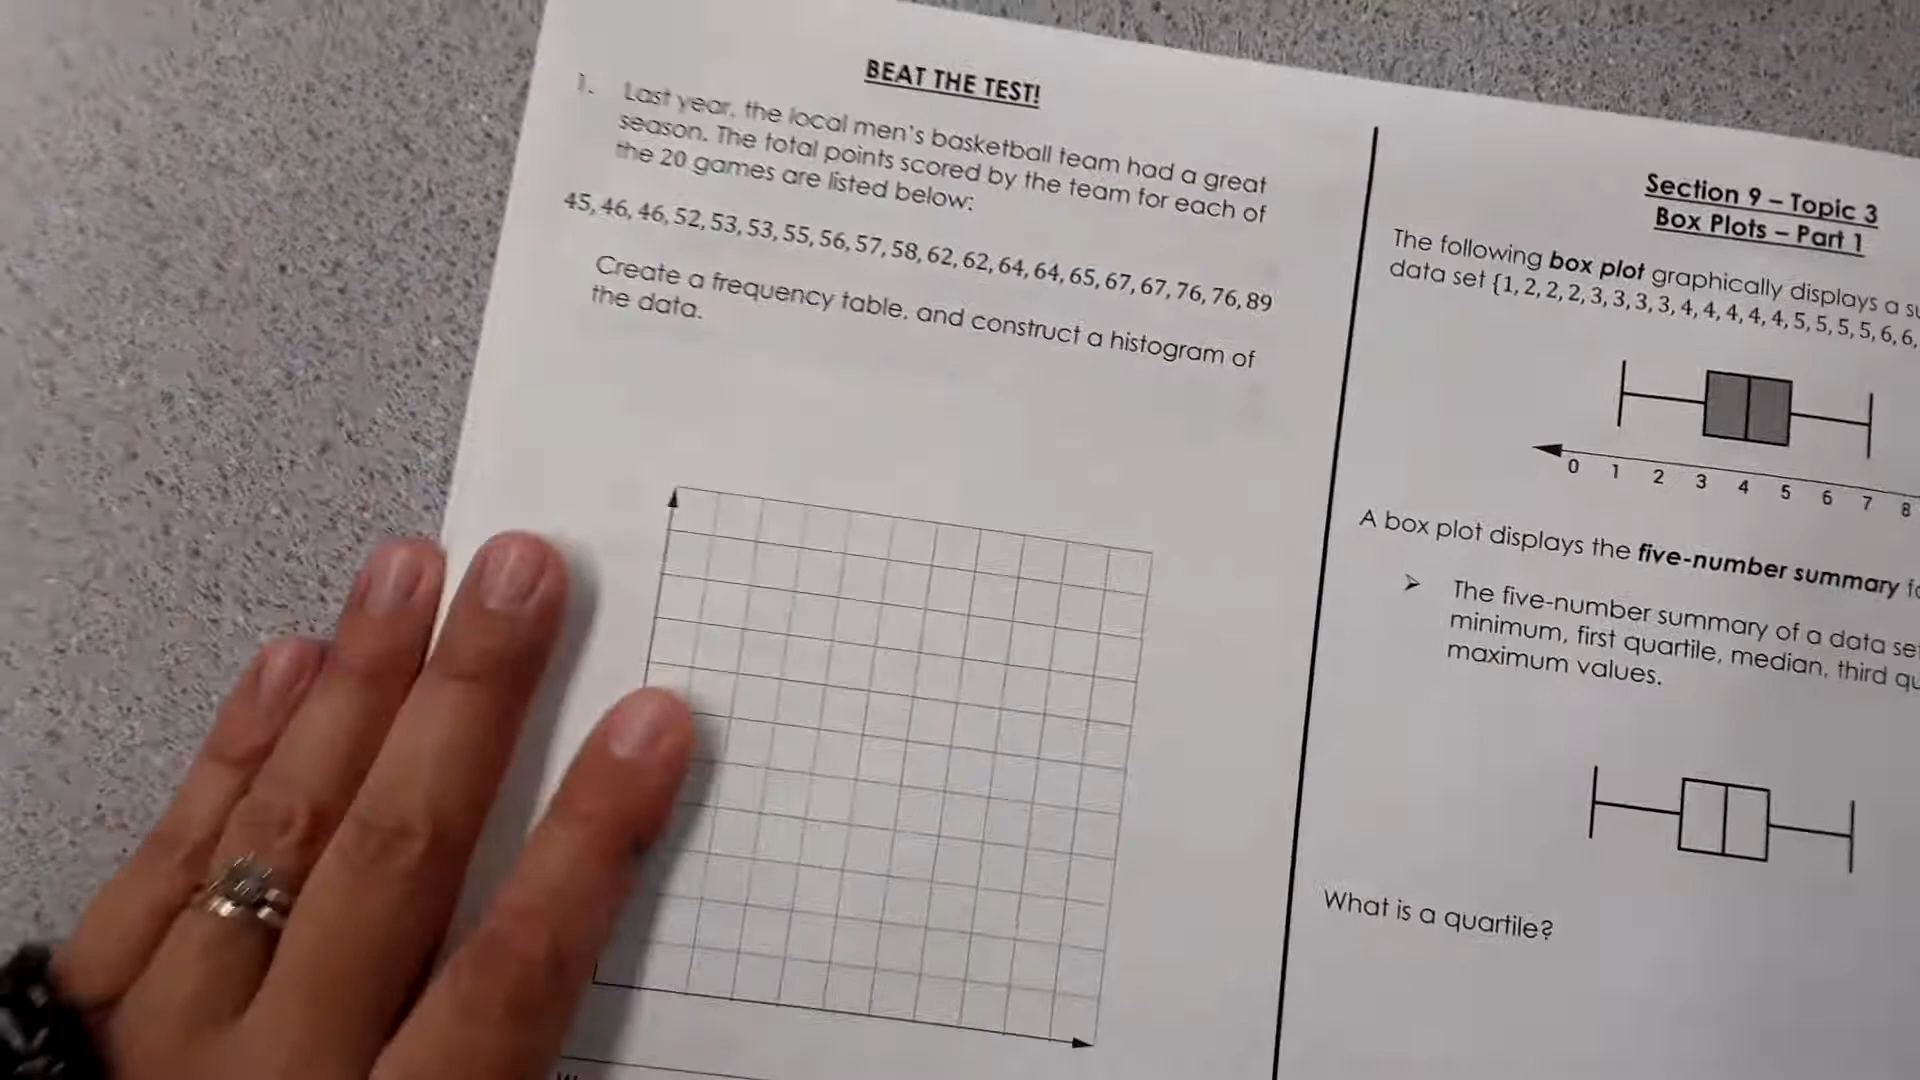 BEAT THE TEST!
1. Last year, the local men's basketball team had a great
season. The total points scored by the team for each of
the 20 games are listed below:
45, 46, 46, 52, 53, 53, 55, 56, 57, 58, 62, 62, 64, 64, 65, 67, 67, 76, 76, 89
Create a frequency table, and construct a histogram of
the data.
Section 9 – Topic 3
Box Plots – Part 1
The following box plot graphically displays a
data set {1, 2, 2, 2, 3, 3, 3, 3, 4, 4, 4, 4, 4, 5, 5, 5, 5, 6, 6,
0 1 2 3 4 5 6 7 8
A box plot displays the five-number summary
➢ The five-number summary of a data
minimum, first quartile, median, third
maximum values.
What is a quartile?